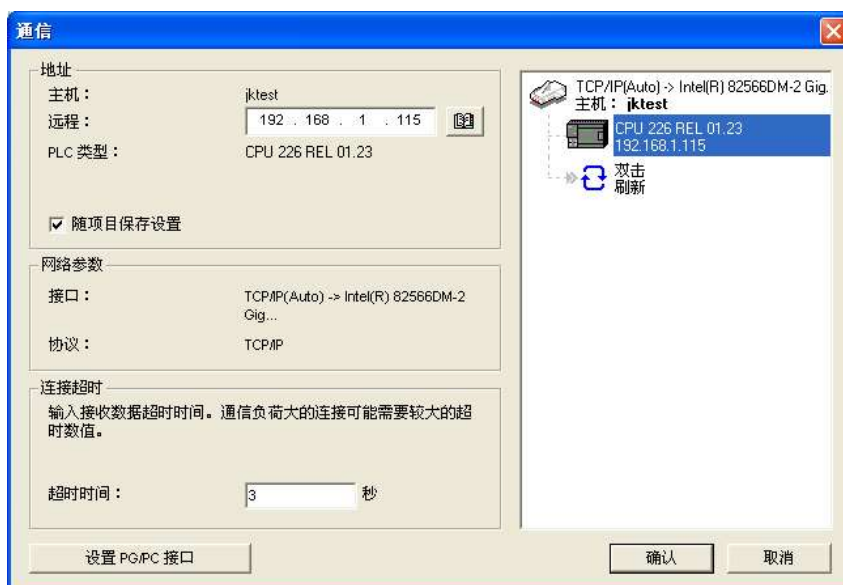 通信
地址
主机： jktest
远程： 192 . 168 . 1 . 115
PLC 类型： CPU 226 REL 01.23
随项目保存设置
网络参数
接口： TCP/IP(Auto) -> Intel(R) 82566DM-2
Gig...
协议： TCP/IP
连接超时
输入接收数据超时时间。通信负荷大的连接可能需要较大的超
时数值。
超时时间： 3 秒
设置 PG/PC 接口
TCP/IP(Auto) -> Intel(R) 82566DM-2 Gig.
主机： jktest
CPU 226 REL 01.23
192.168.1.115
双击
刷新
确认
取消